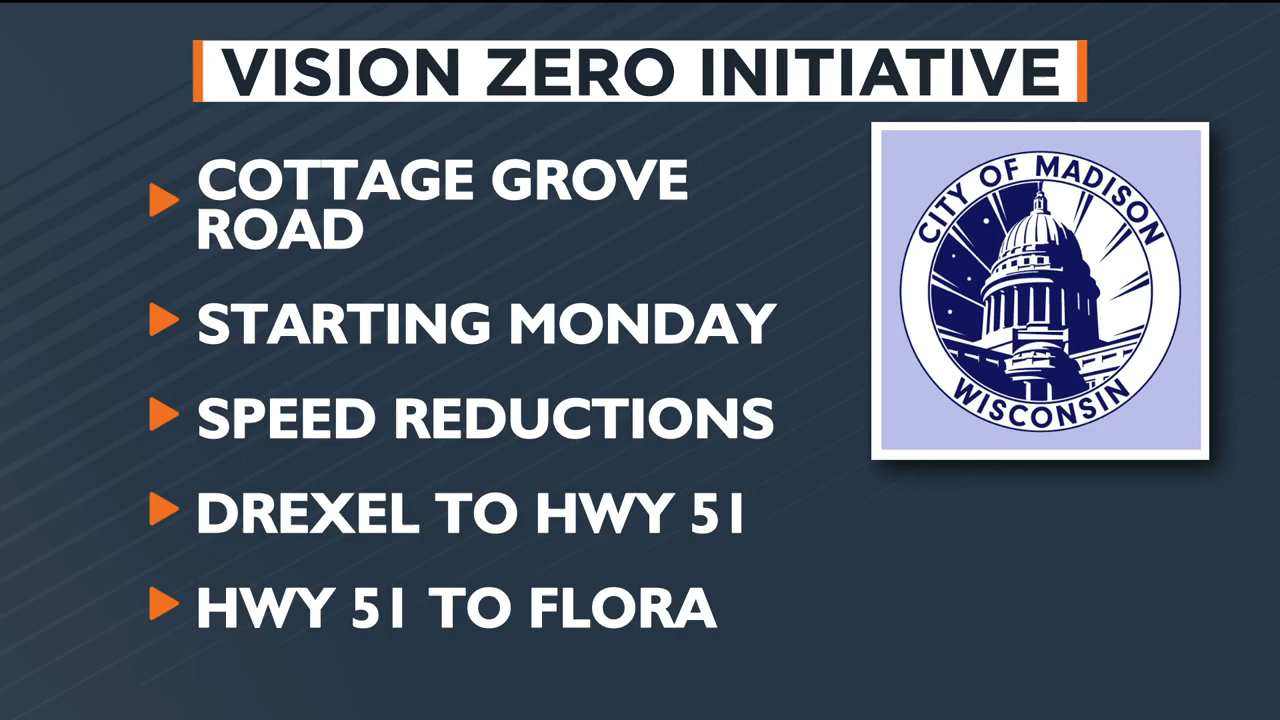 VISION ZERO INITIATIVE
COTTAGE GROVE
ROAD
STARTING MONDAY
SPEED REDUCTIONS
DREXEL TO HWY 51
HWY 51 TO FLORA
CITY OF MADISON
WISCONSIN